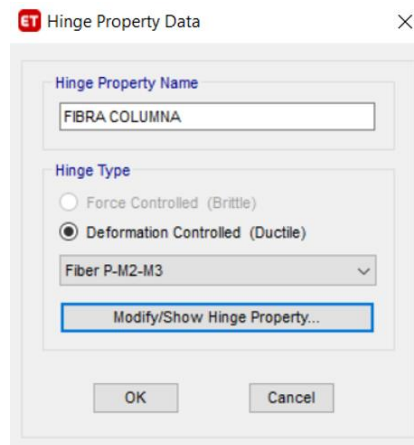 ET Hinge Property Data
Hinge Property Name
FIBRA COLUMNA
Hinge Type
Force Controlled (Brittle)
Deformation Controlled (Ductile)
Fiber P-M2-M3
Modify/Show Hinge Property...
OK Cancel